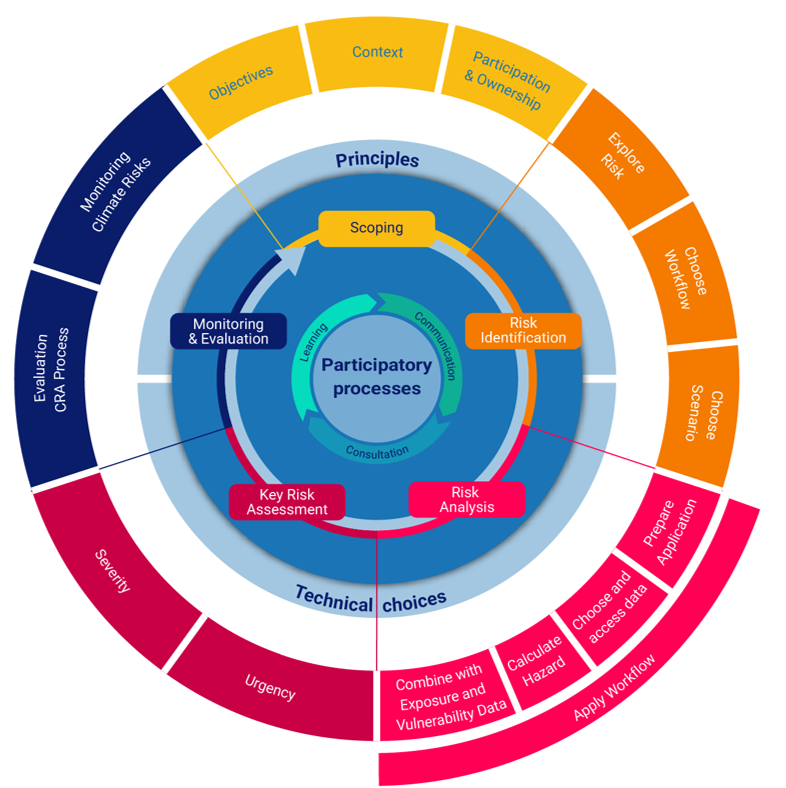 Objectives
Context
Participation
& Ownership
Explore
Risk
Choose
Workflow
Choose
Scenario
Prepare
Application
Choose and
access data
Calculate
Hazard
Combine with
Exposure and
Vulnerability Data
Apply Workflow
Urgency
Severity
Evaluation
CRA Process
Monitoring
Climate Risks
Principles
Scoping
Risk
Identification
Risk
Analysis
Key Risk
Assessment
Monitoring
& Evaluation
Learning
Communication
Consultation
Participatory
processes
Technical choices